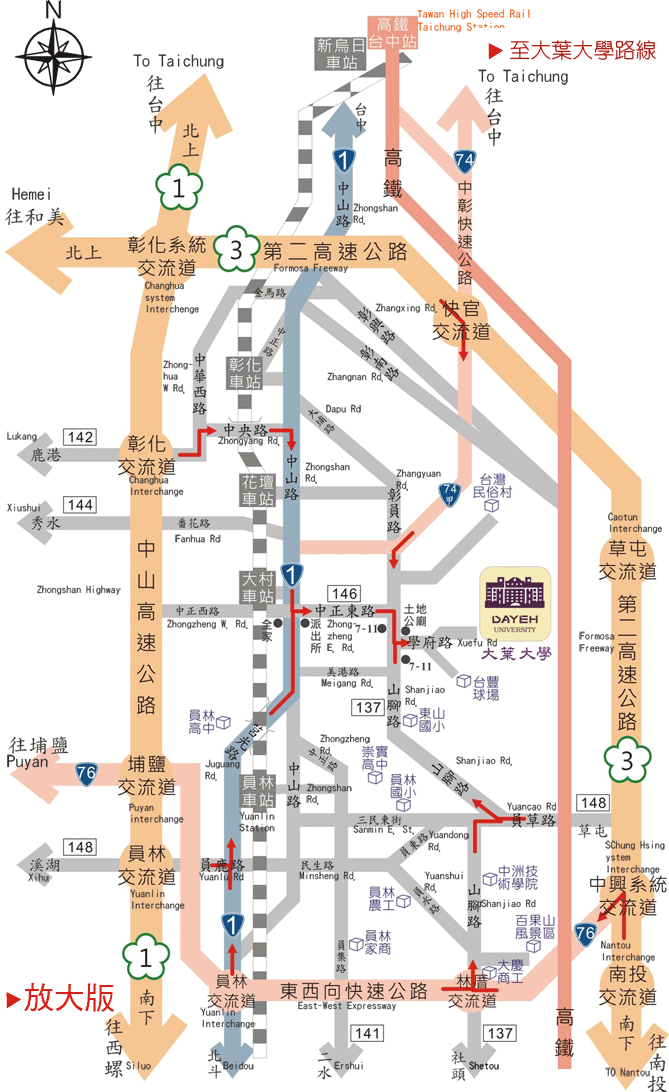 N
Tawan High Speed Rail
Taichung Station
高鐵
台中站
新烏日
車站
▶ 至大葉大學路線
To Taichung
往台中
北上
1
台中
1
中山路
Zhongshan
Rd.
高鐵
To Taichung
往台中
74
中彰快速公路
Hemei
往和美
北上
彰化系統
交流道
Changhua
system
Interchenge
3
第二高速公路
Formosa Freeway
金馬路
中正路
Zhangxing Rd.
彰興路
快官
交流道
彰南路
Zhangnan Rd.
Zhong-
hua
W Rd.
中華西路
彰化
車站
Dapu Rd
大埔路
Lukang
鹿港
142
彰化
交流道
Changhua
Interchange
中央路
Zhongyang Rd.
中山路
Zhongshan
Rd.
Zhangyuan
Rd.
彰員路
74甲
台灣
民俗村
Xiushui
秀水
144
番花路
Fanhua Rd
花壇
車站
Caotun
Interchange
草屯
交流道
中山高速公路
Zhongshan Highway
大村
車站
1
146
中正東路
Zhong-
zheng
E. Rd.
中正西路
Zhongzheng W. Rd.
全家
派出所
7-11
土地
公廟
學府路
Xuefu Rd
7-11
DAYEH
UNIVERSITY
大葉大學
第二高速公路
Formosa
Freeway
美港路
Meigang Rd.
137
山腳路
Shanjiao
Rd.
台豐
球場
東山
國小
員林
高中
莒光路
Juguang
Rd.
中正路
Zhongzheng
Rd.
中山路
Zhongshan
Rd.
崇實
高中
員林
國小
山腳路
Shanjiao Rd.
3
往埔鹽
Puyan
76
埔鹽
交流道
Puyan
interchange
員林
車站
Yuanlin
Station
三民東街
Sanmin E, St.
員東路
Yuandong
Rd.
Yuancao Rd
員草路
148
草屯
溪湖
Xihu
148
員林
交流道
Yuanlin
Interchange
員鹿路
Yuanlu Rd
民生路
Minsheng Rd.
Yuanshui
Rd.
員水路
山腳路
Shanjiao Rd
中洲技
術學院
SChung Hsing
ystem
Interchange
中興系統
交流道
員林
農工
百果山
風景區
76
1
1
員林
家商
員集路
大慶
商工
Nantou
Interchange
南投
交流道
▶放大版
南下
往西螺
Siluo
員林
交流道
Yuanlin
Interchange
東西向快速公路
East-West Expressway
林厝
交流道
高鐵
南下
往南投
TO Nantou
北斗
Beidou
141
二水
Ershui
137
社頭
Shetou